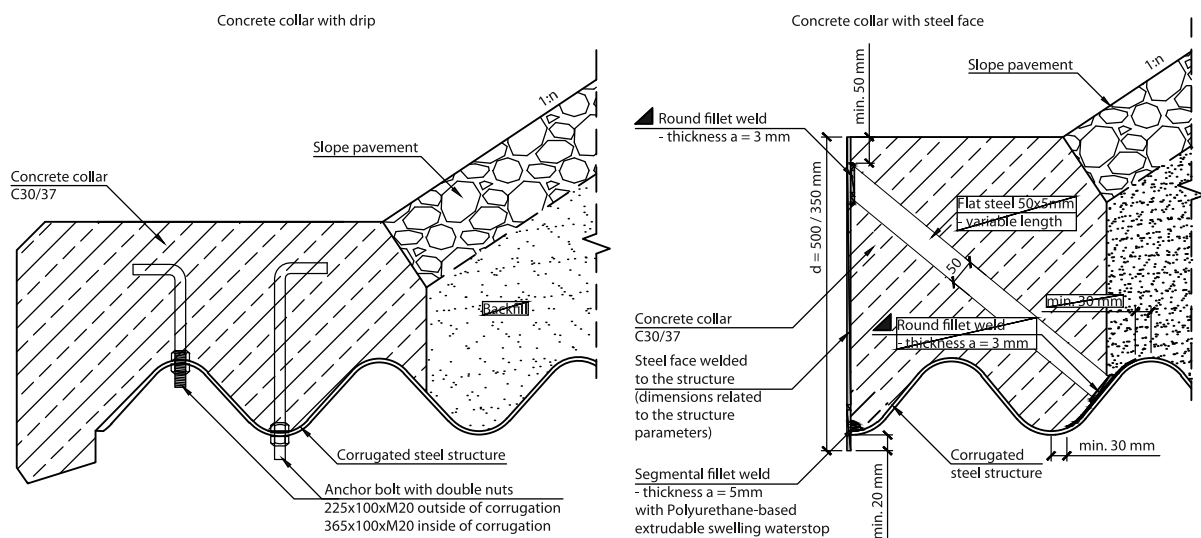 Concrete collar with drip
1:n
Slope pavement
Concrete collar
C30/37
Backfill
Corrugated steel structure
Anchor bolt with double nuts
225x100xM20 outside of corrugation
365x100xM20 inside of corrugation
Concrete collar with steel face
min. 50 mm
Slope pavement
1:n
Round fillet weld
- thickness a = 3 mm
Flat steel 50x5mm
- variable length
d = 500 / 350 mm
50
min. 30 mm
Concrete collar
C30/37
Round fillet weld
- thickness a = 3 mm
Steel face welded
to the structure
(dimensions related
to the structure
parameters)
min. 30 mm
Corrugated
steel structure
Segmental fillet weld
- thickness a = 5mm
with Polyurethane-based
extrudable swelling waterstop
min. 20 mm